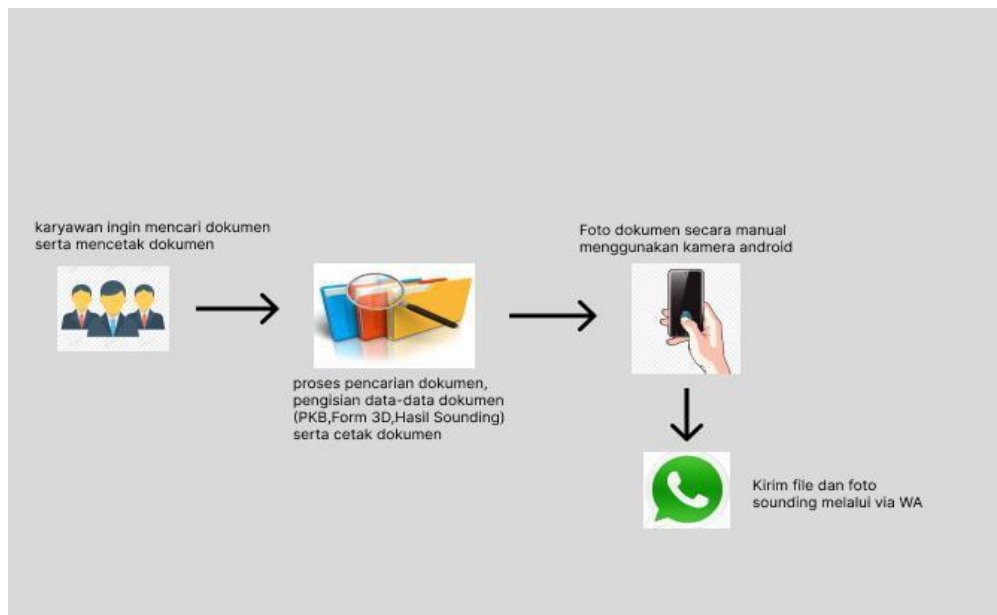 karyawan ingin mencari dokumen
serta mencetak dokumen
proses pencarian dokumen,
pengisian data-data dokumen
(PKB,Form 3D,Hasil Sounding)
serta cetak dokumen
Foto dokumen secara manual
menggunakan kamera android
Kirim file dan foto
sounding melalui via WA